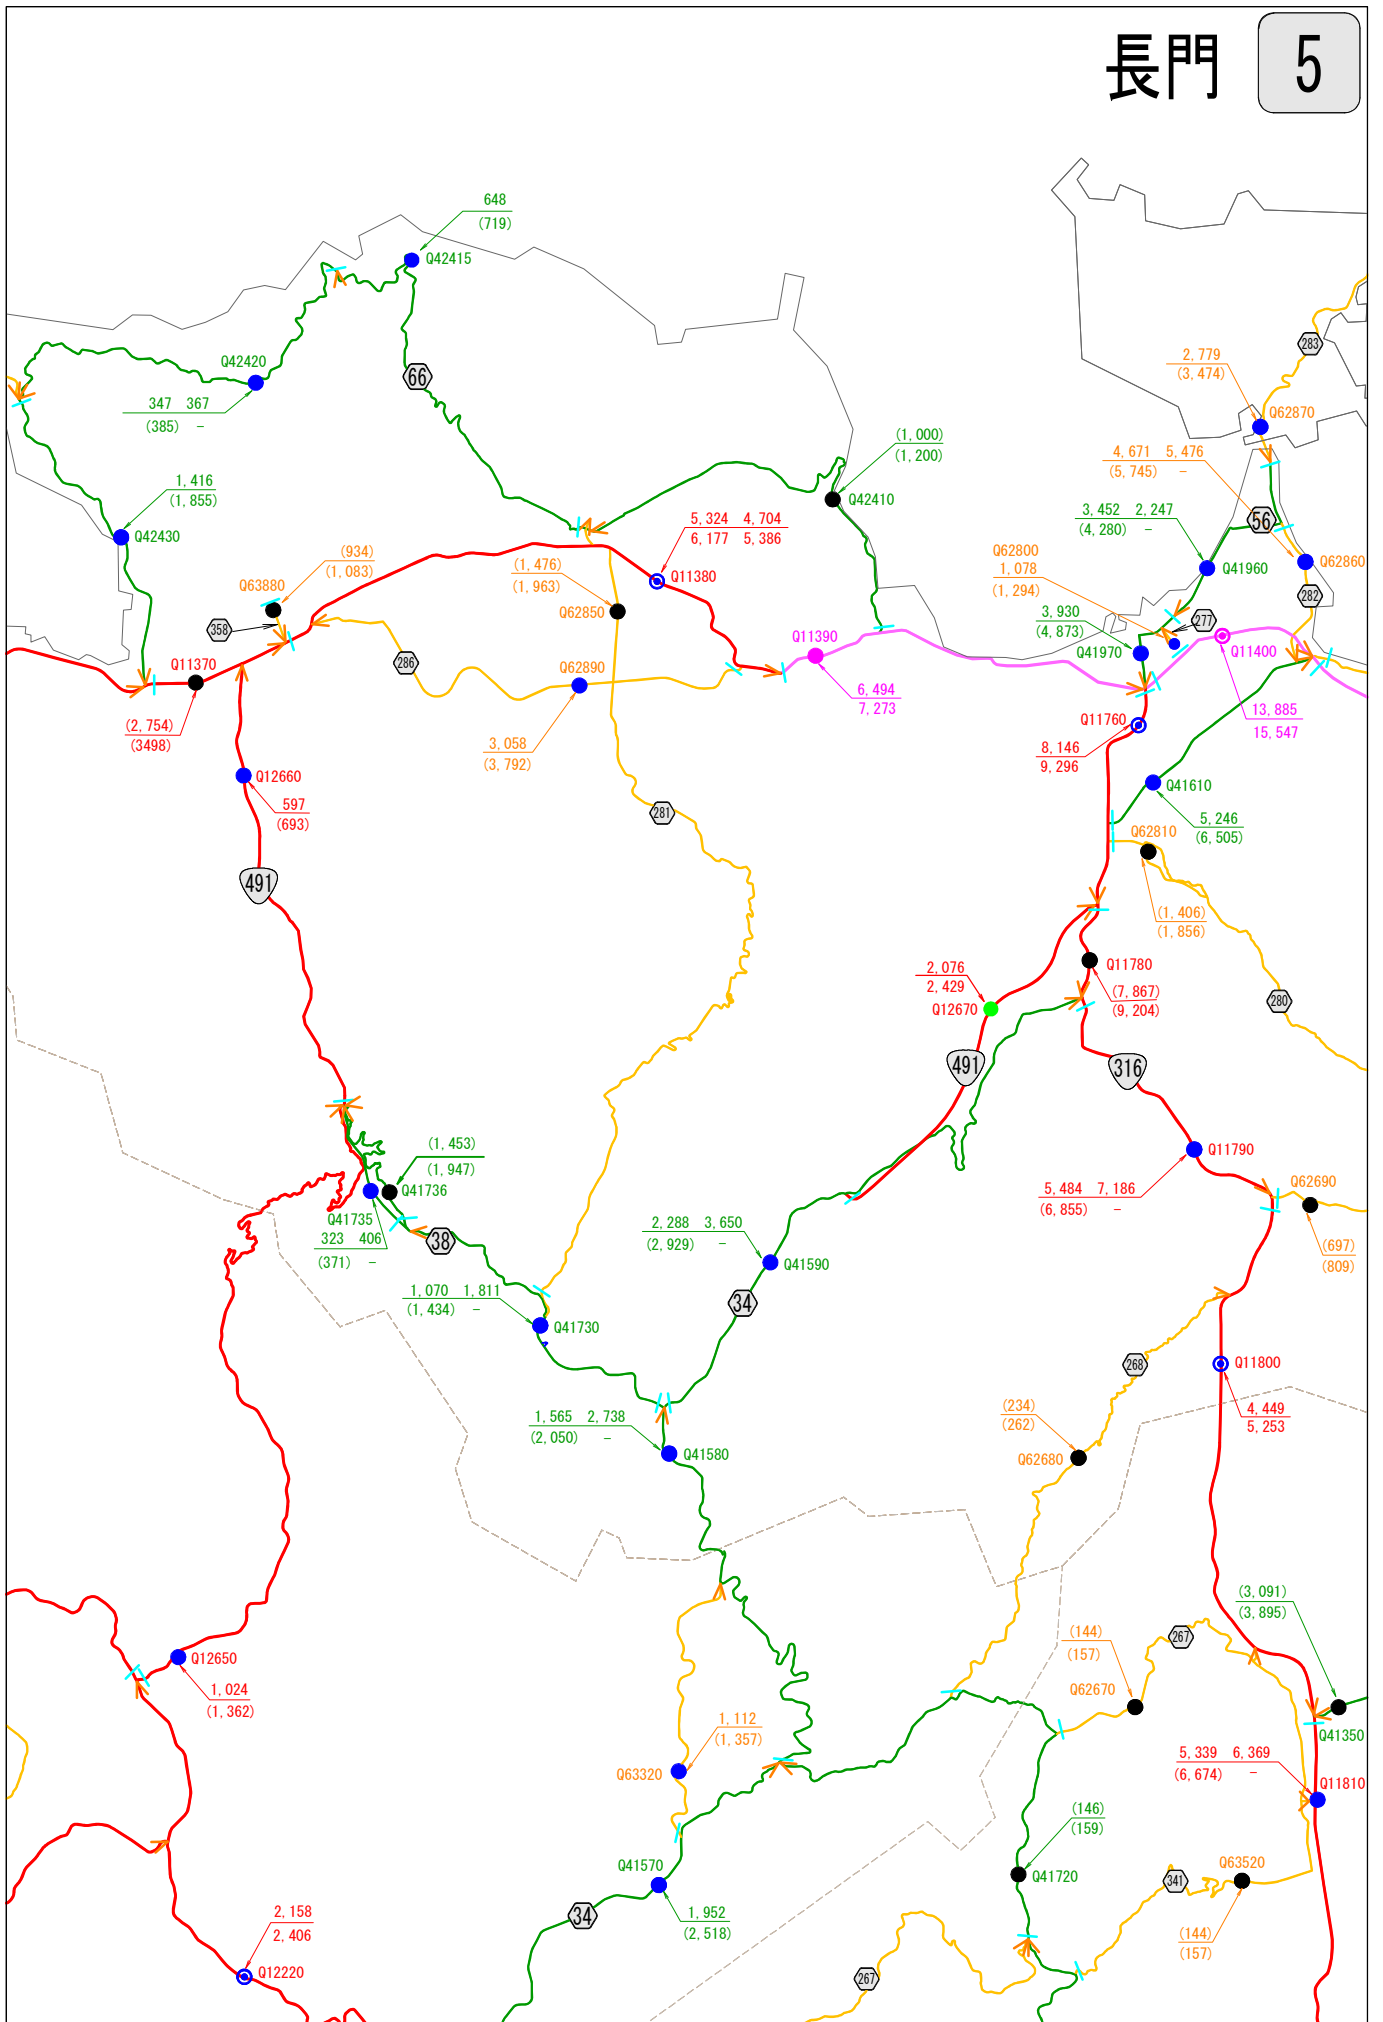 長門 5
648
(719)
Q42415
283
Q42420
66
2,779
(3,474)
Q62870
347 367
(385) -
(1,000)
(1,200)
4,671 5,476
(5,745) -
1,416
(1,855)
Q42410
3,452 2,247
(4,280) -
56
Q42430
5,324 4,704
6,177 5,386
Q62800
1,078
(1,294)
Q62860
(934)
(1,083)
(1,476)
(1,963)
Q11380
Q41960
Q63880
Q62850
282
3,930
(4,873)
277
358
Q11390
Q41970
Q11400
Q11370
286
Q62890
6,494
7,273
13,885
15,547
(2,754)
(3498)
Q11760
3,058
(3,792)
8,146
9,296
Q12660
Q41610
597
(693)
281
5,246
(6,505)
Q62810
491
(1,406)
(1,856)
2,076
2,429
Q11780
(7,867)
(9,204)
Q12670
280
491
316
(1,453)
(1,947)
Q11790
Q41736
5,484 7,186
(6,855) -
Q62690
Q41735
323 406
(371) -
38
2,288 3,650
(2,929) -
(697)
(809)
Q41590
1,070 1,811
(1,434) -
34
Q41730
268
Q11800
(234)
(262)
4,449
5,253
1,565 2,738
(2,050) -
Q41580
Q62680
(3,091)
(3,895)
(144)
(157)
267
Q12650
Q62670
1,024
(1,362)
1,112
(1,357)
Q41350
Q63320
5,339 6,369
(6,674) -
Q11810
(146)
(159)
Q41570
Q63520
Q41720
341
34
1,952
(2,518)
2,158
2,406
(144)
(157)
Q12220
267